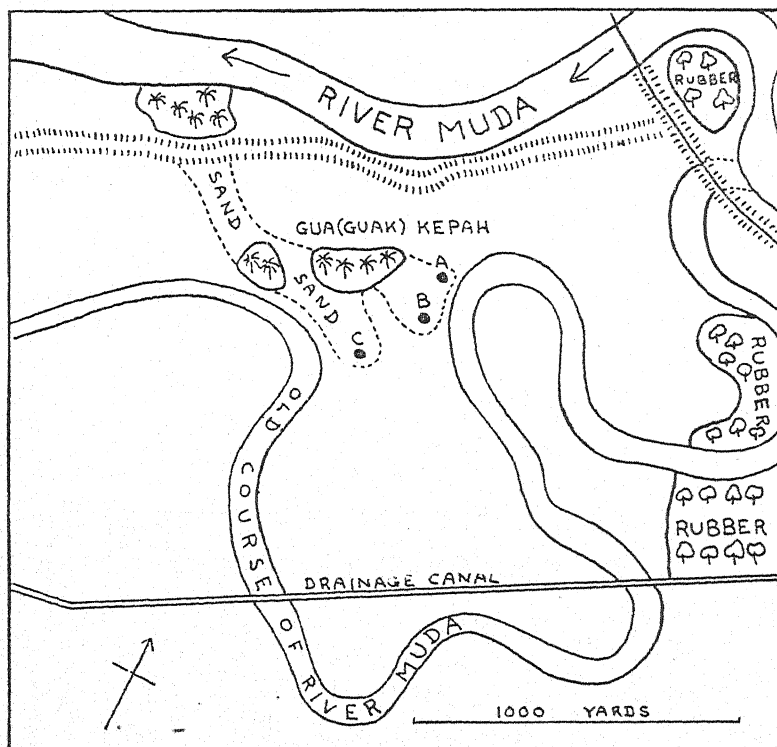 RUBBER
RIVER MUDA
SAND
GUA(GUAK) KEPAH
A
SAND
B
C
RUBBER
OLD COURSE OF RIVER MUDA
RUBBER
DRAINAGE CANAL
1000 YARDS